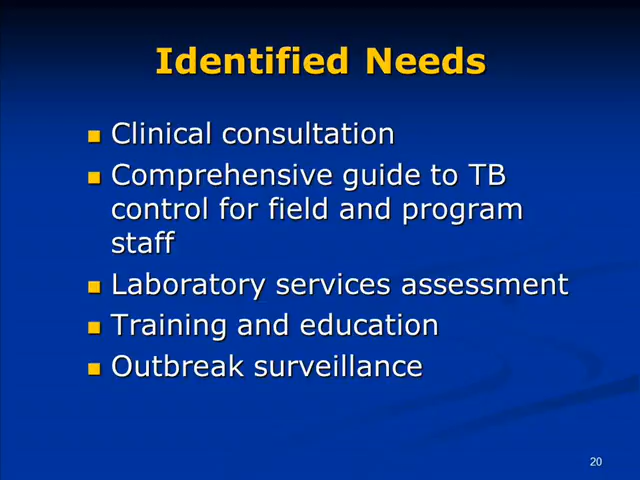 Identified Needs
Clinical consultation
Comprehensive guide to TB
control for field and program
staff
Laboratory services assessment
Training and education
Outbreak surveillance
20